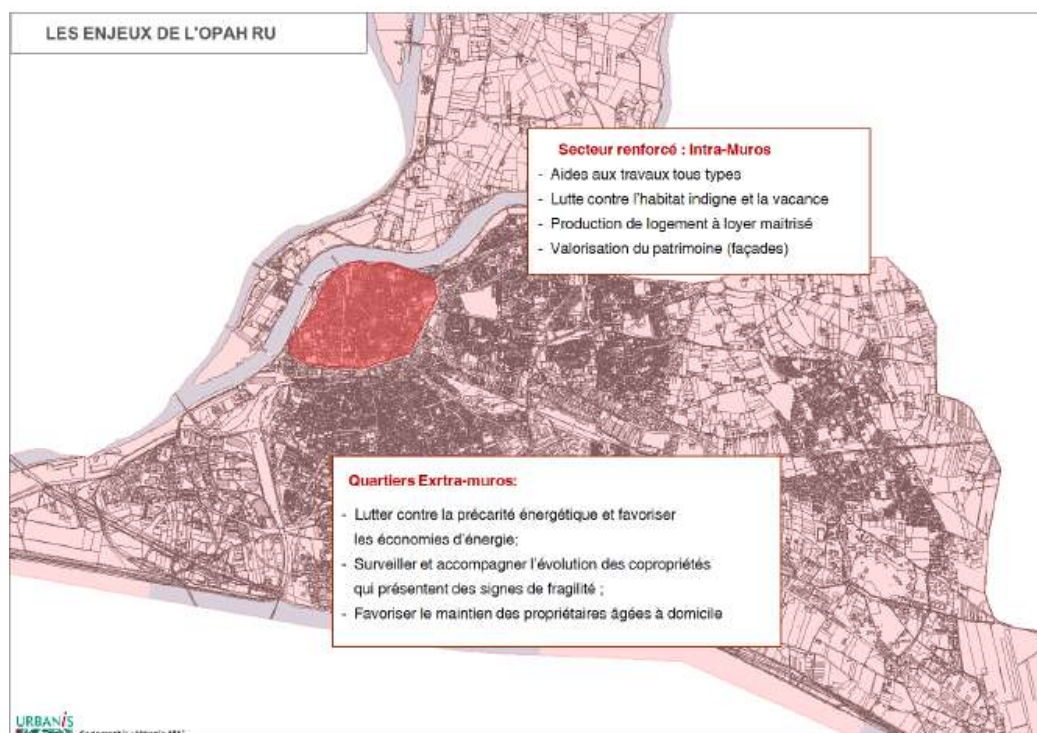 LES ENJEUX DE L'OPAH RU
Secteur renforcé : Intra-Muros
- Aides aux travaux tous types
- Lutte contre l'habitat indigne et la vacance
- Production de logement à loyer maitrisé
- Valorisation du patrimoine (façades)
Quartiers Exrtra-muros:
- Lutter contre la précarité énergétique et favoriser
les économies d'énergie;
- Surveiller et accompagner l'évolution des copropriétés
qui présentent des signes de fragilité ;
- Favoriser le maintien des propriétaires âgées à domicile
URBANiS